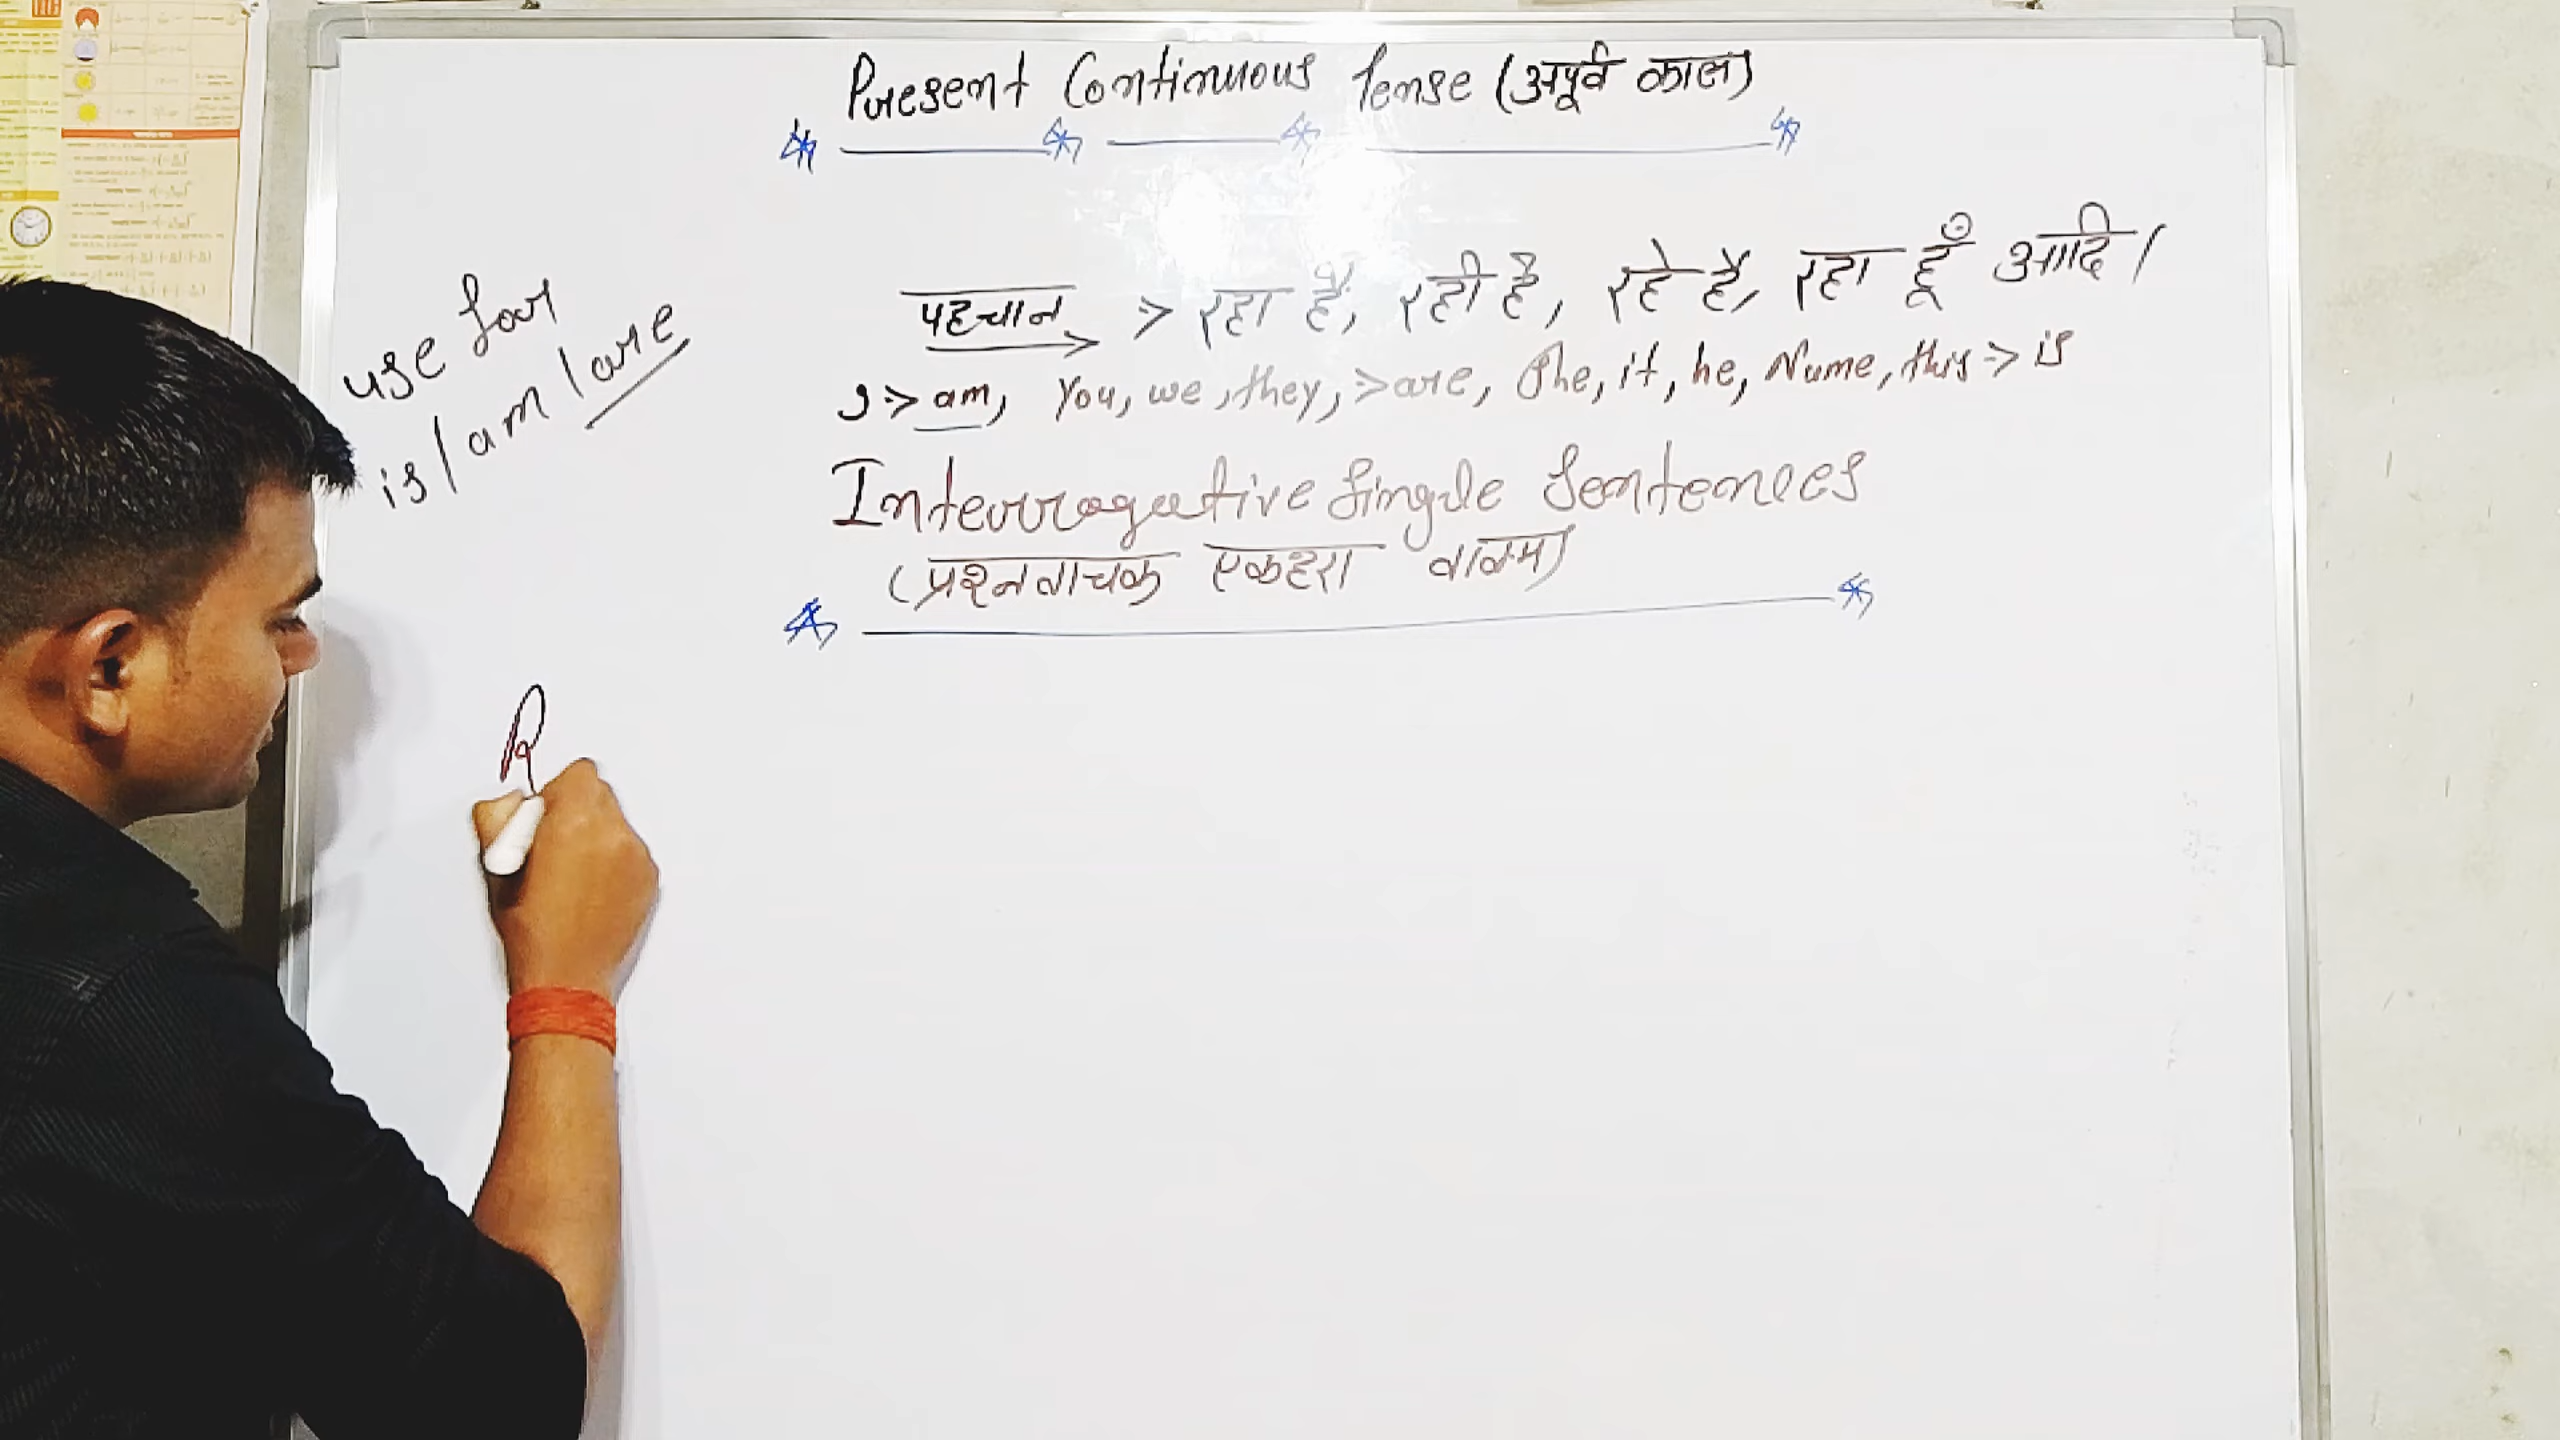 Present Continuous Tense (अपूर्व काल)
use for
is / am / are
पहचान :> रहा है, रही है, रहे है, रहा हूँ आदि।
I :> am, You, we, they, :> are, She, it, he, Nume, this :> is
Interrogative Single Sentences
(प्रश्नवाचक एकहरा वाक्य)
R